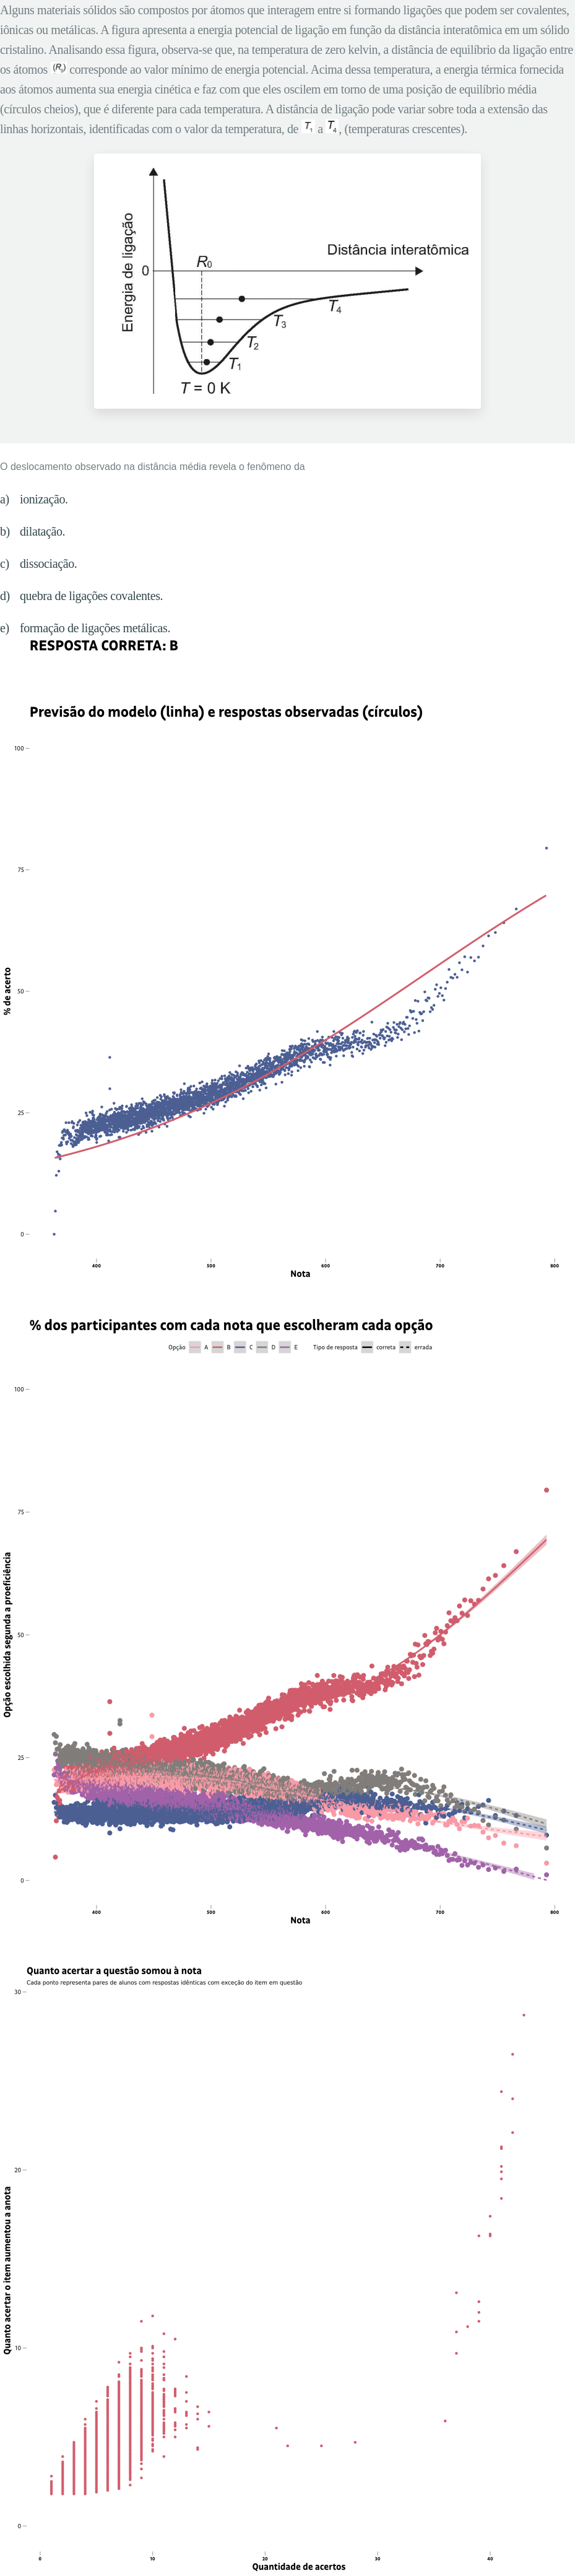 Alguns materiais sólidos são compostos por átomos que interagem entre si formando ligações que podem ser covalentes,
iônicas ou metálicas. A figura apresenta a energia potencial de ligação em função da distância interatômica em um sólido
cristalino. Analisando essa figura, observa-se que, na temperatura de zero kelvin, a distância de equilíbrio da ligação entre
os átomos (R₀) corresponde ao valor mínimo de energia potencial. Acima dessa temperatura, a energia térmica fornecida
aos átomos aumenta sua energia cinética e faz com que eles oscilem em torno de uma posição de equilíbrio média
(círculos cheios), que é diferente para cada temperatura. A distância de ligação pode variar sobre toda a extensão das
linhas horizontais, identificadas com o valor da temperatura, de T₁ a T₄, (temperaturas crescentes).
Energia de ligação
Distância interatômica
R₀
0
T₄
T₃
T₂
T₁
T = 0 K
O deslocamento observado na distância média revela o fenômeno da
a) ionização.
b) dilatação.
c) dissociação.
d) quebra de ligações covalentes.
e) formação de ligações metálicas.
RESPOSTA CORRETA: B
Previsão do modelo (linha) e respostas observadas (círculos)
100
75
50
25
0
% de acerto
400 500 600 700 800
Nota
% dos participantes com cada nota que escolheram cada opção
Opção A B C D E Tipo de resposta correta errada
100
75
50
25
0
Opção escolhida segunda a proeficiência
400 500 600 700 800
Nota
Quanto acertar a questão somou à nota
Cada ponto representa pares de alunos com respostas idênticas com exceção do item em questão
30
20
10
0
Quanto acertar o item aumentou a anota
0 10 20 30 40
Quantidade de acertos